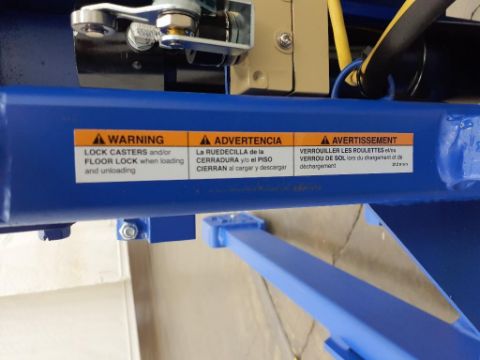 WARNING
LOCK CASTERS and/or
FLOOR LOCK when loading
and unloading
ADVERTENCIA
La RUEDECILLA de la
CERRADURA y/o el PISO
CIERRAN al cargar y descargar
AVERTISSEMENT
VERROUILLER LES ROULETTES et/ou
VERROU DE SOL lors du chargement et de
déchargement